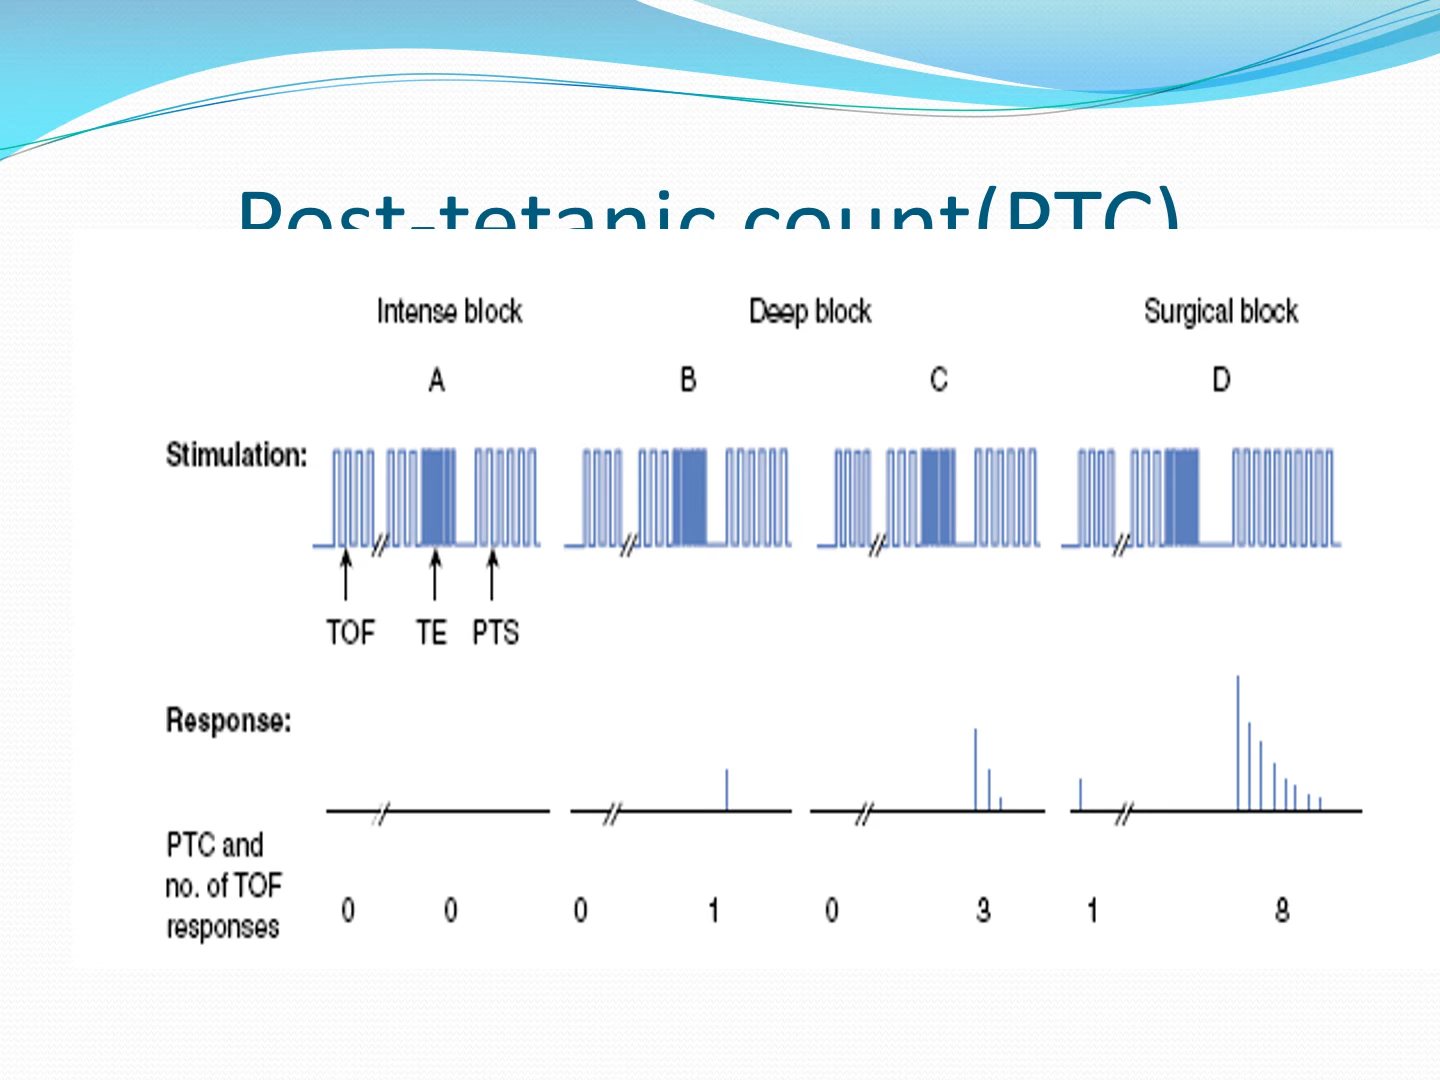 Post-tetanic count(PTC)
Intense block Deep block Surgical block
A B C D
Stimulation:
TOF TE PTS
Response:
PTC and
no. of TOF
responses
0 0 0 1 0 3 1 8